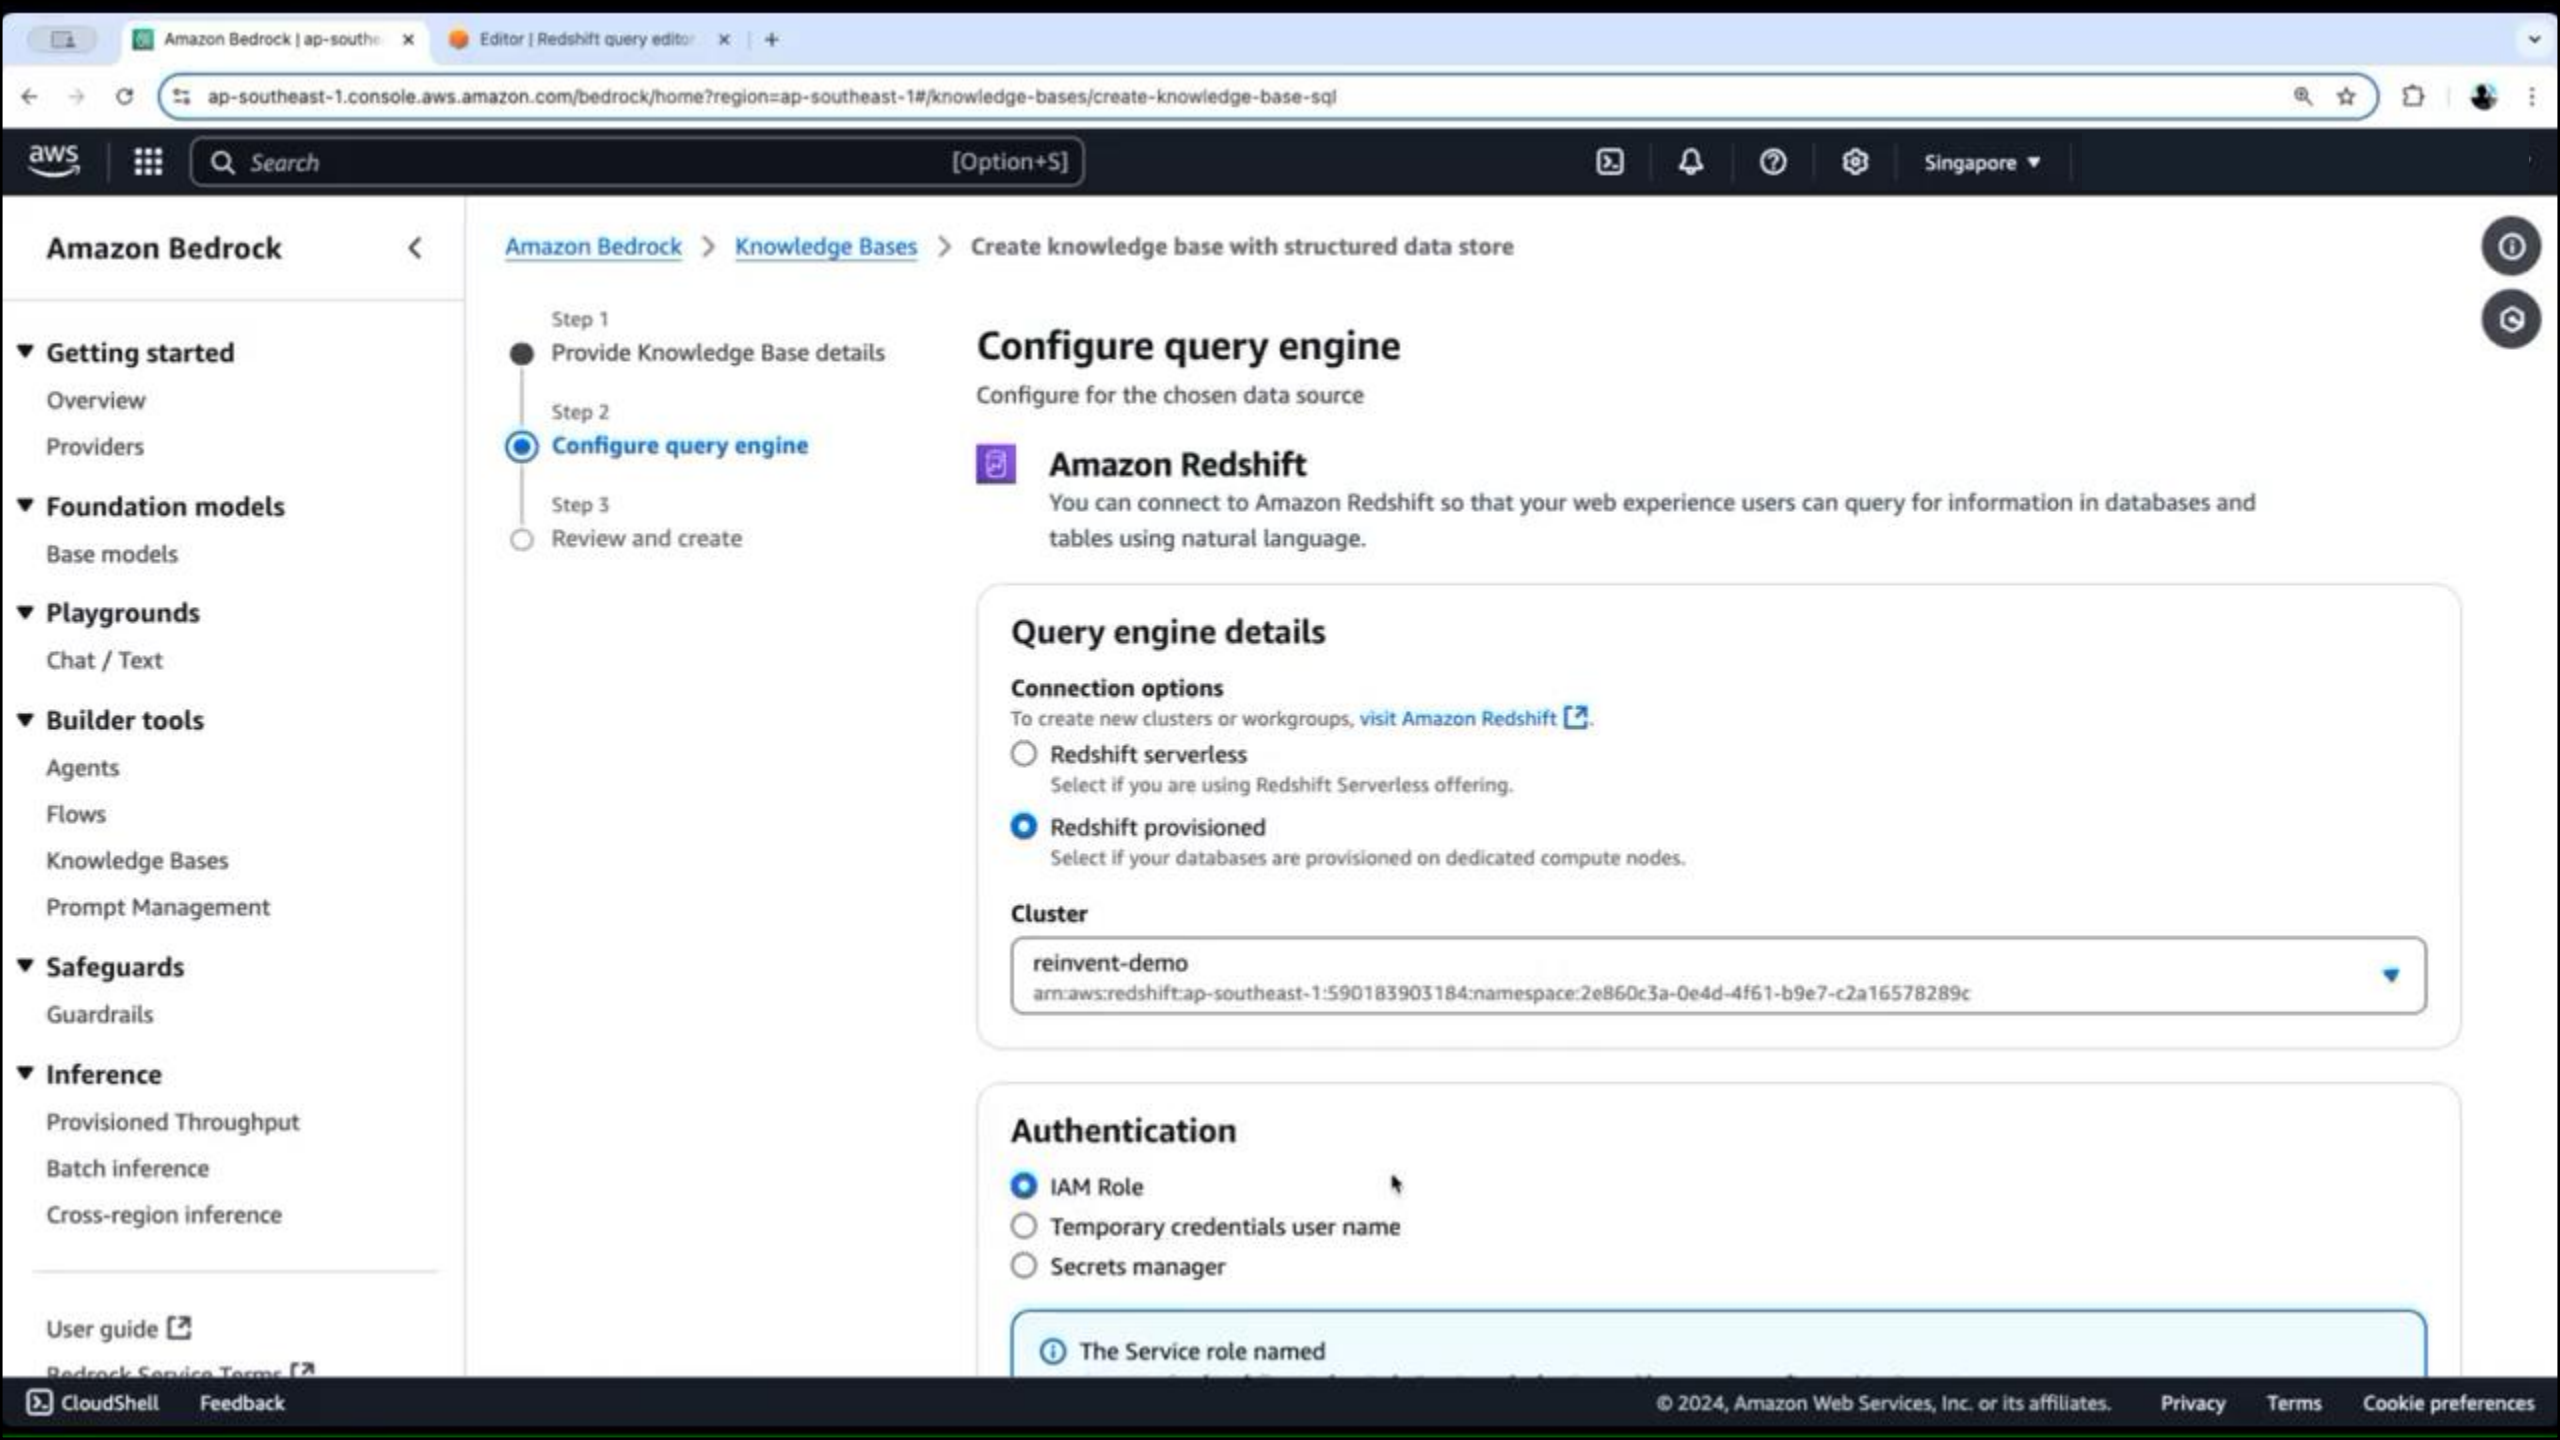 Amazon Bedrock | ap-southe
Editor | Redshift query editor
ap-southeast-1.console.aws.amazon.com/bedrock/home?region=ap-southeast-1#/knowledge-bases/create-knowledge-base-sql
aws
Search
[Option+S]
Singapore
Amazon Bedrock
Getting started
Overview
Providers
Foundation models
Base models
Playgrounds
Chat / Text
Builder tools
Agents
Flows
Knowledge Bases
Prompt Management
Safeguards
Guardrails
Inference
Provisioned Throughput
Batch inference
Cross-region inference
User guide
Bedrock Service Terms
Amazon Bedrock > Knowledge Bases > Create knowledge base with structured data store
Step 1
Provide Knowledge Base details
Step 2
Configure query engine
Step 3
Review and create
Configure query engine
Configure for the chosen data source
Amazon Redshift
You can connect to Amazon Redshift so that your web experience users can query for information in databases and
tables using natural language.
Query engine details
Connection options
To create new clusters or workgroups, visit Amazon Redshift.
Redshift serverless
Select if you are using Redshift Serverless offering.
Redshift provisioned
Select if your databases are provisioned on dedicated compute nodes.
Cluster
reinvent-demo
arn:aws:redshift:ap-southeast-1:590183903184:namespace:2e860c3a-0e4d-4f61-b9e7-c2a16578289c
Authentication
IAM Role
Temporary credentials user name
Secrets manager
The Service role named
CloudShell
Feedback
© 2024, Amazon Web Services, Inc. or its affiliates.
Privacy
Terms
Cookie preferences